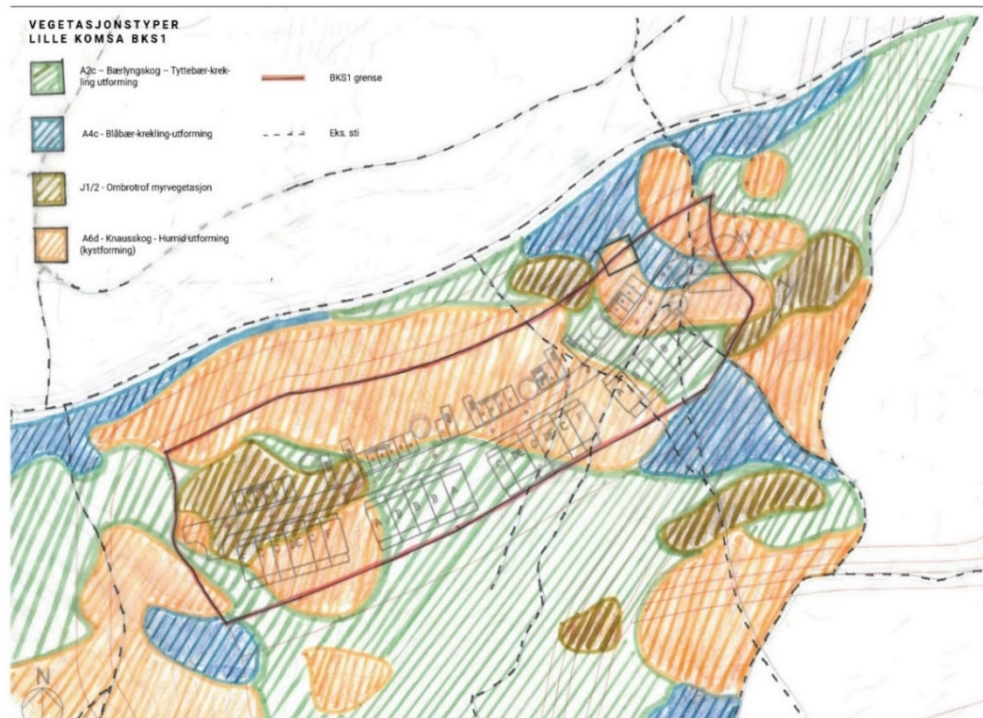 VEGETASJONSTYPER
LILLE KOMSA BKS1
A2c – Bærlyngskog – Tyttebær-krek-
ling utforming
BKS1 grense
A4c - Blåbær-krekling-utforming
Eks. sti
J1/2 - Ombrotrof myrvegetasjon
A6d - Knausskog - Humid utforming
(kystforming)
A B B B A
N